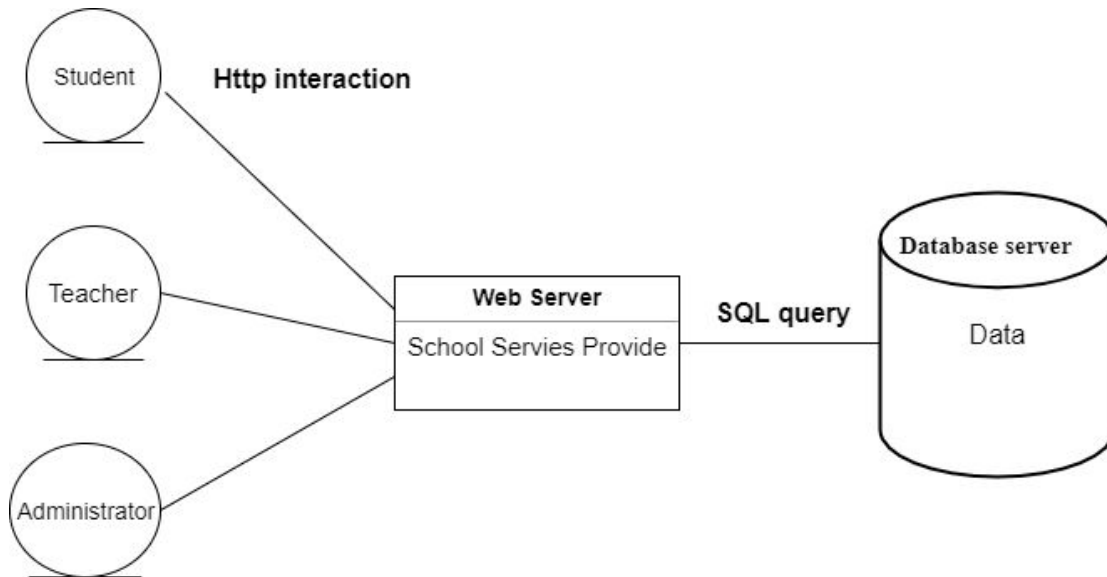 Student
Http interaction
Teacher
Administrator
Web Server
School Servies Provide
SQL query
Database server
Data